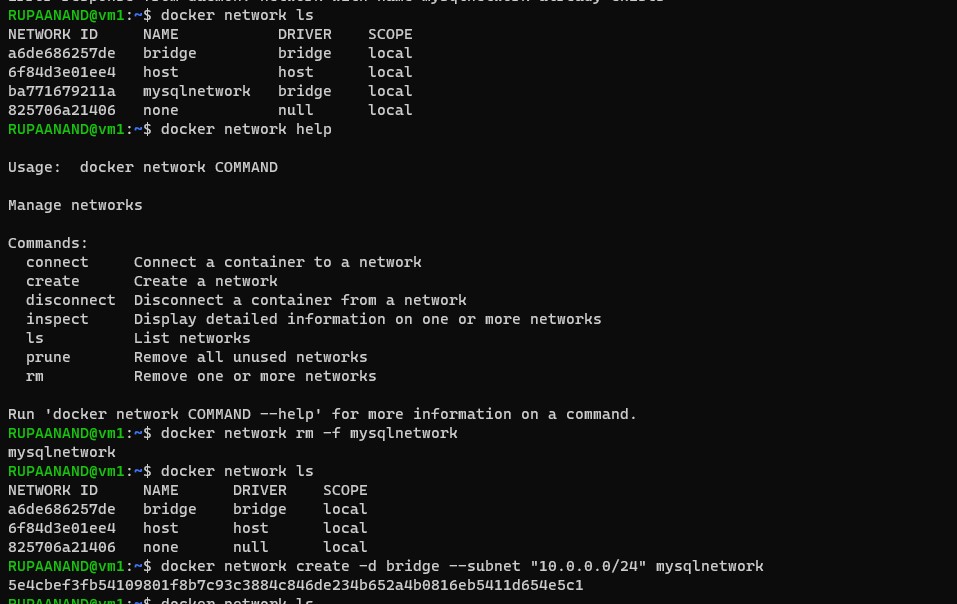 RUPAANAND@vm1:~$ docker network ls
NETWORK ID     NAME           DRIVER    SCOPE
a6de686257de   bridge         bridge    local
6f84d3e01ee4   host           host      local
ba771679211a   mysqlnetwork   bridge    local
825706a21406   none           null      local
RUPAANAND@vm1:~$ docker network help
Usage:  docker network COMMAND
Manage networks
Commands:
  connect     Connect a container to a network
  create      Create a network
  disconnect  Disconnect a container from a network
  inspect     Display detailed information on one or more networks
  ls          List networks
  prune       Remove all unused networks
  rm          Remove one or more networks
Run 'docker network COMMAND --help' for more information on a command.
RUPAANAND@vm1:~$ docker network rm -f mysqlnetwork
mysqlnetwork
RUPAANAND@vm1:~$ docker network ls
NETWORK ID     NAME      DRIVER    SCOPE
a6de686257de   bridge    bridge    local
6f84d3e01ee4   host      host      local
825706a21406   none      null      local
RUPAANAND@vm1:~$ docker network create -d bridge --subnet "10.0.0.0/24" mysqlnetwork
5e4cbef3fb54109801f8b7c93c3884c846de234b652a4b0816eb5411d654e5c1
RUPAANAND@vm1:~$ docker network ls